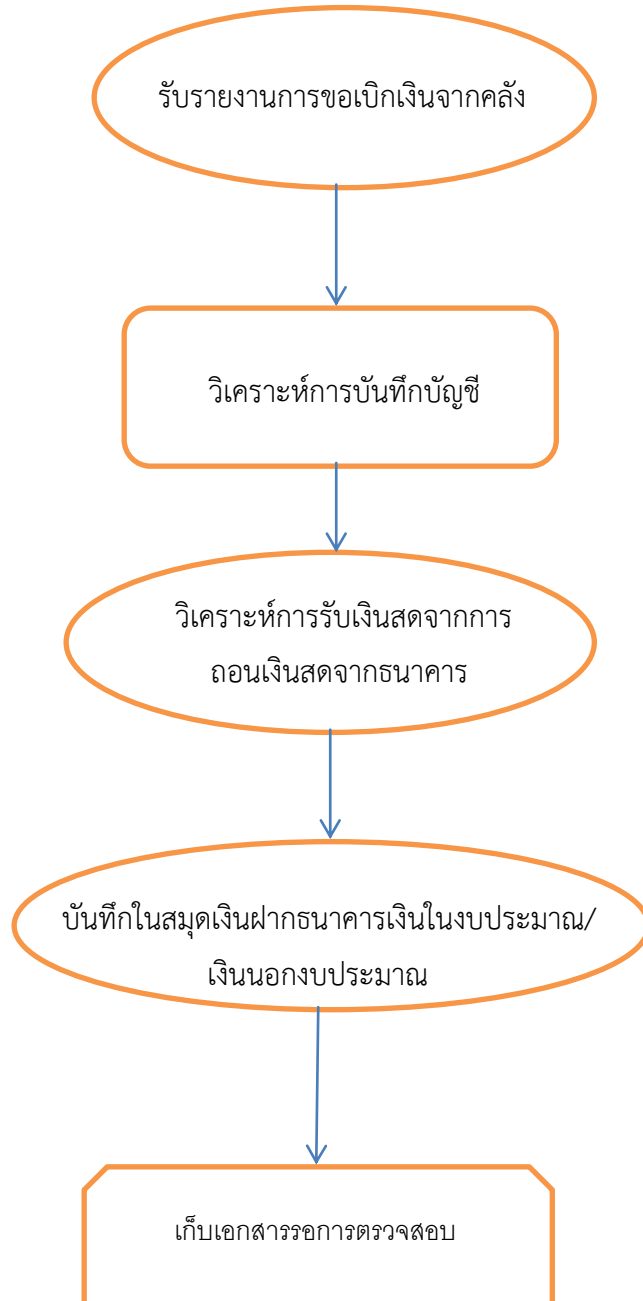 รับรายงานการขอเบิกเงินจากคลัง
วิเคราะห์การบันทึกบัญชี
วิเคราะห์การรับเงินสดจากการ
ถอนเงินสดจากธนาคาร
บันทึกในสมุดเงินฝากธนาคารเงินในงบประมาณ/
เงินนอกงบประมาณ
เก็บเอกสารรอการตรวจสอบ